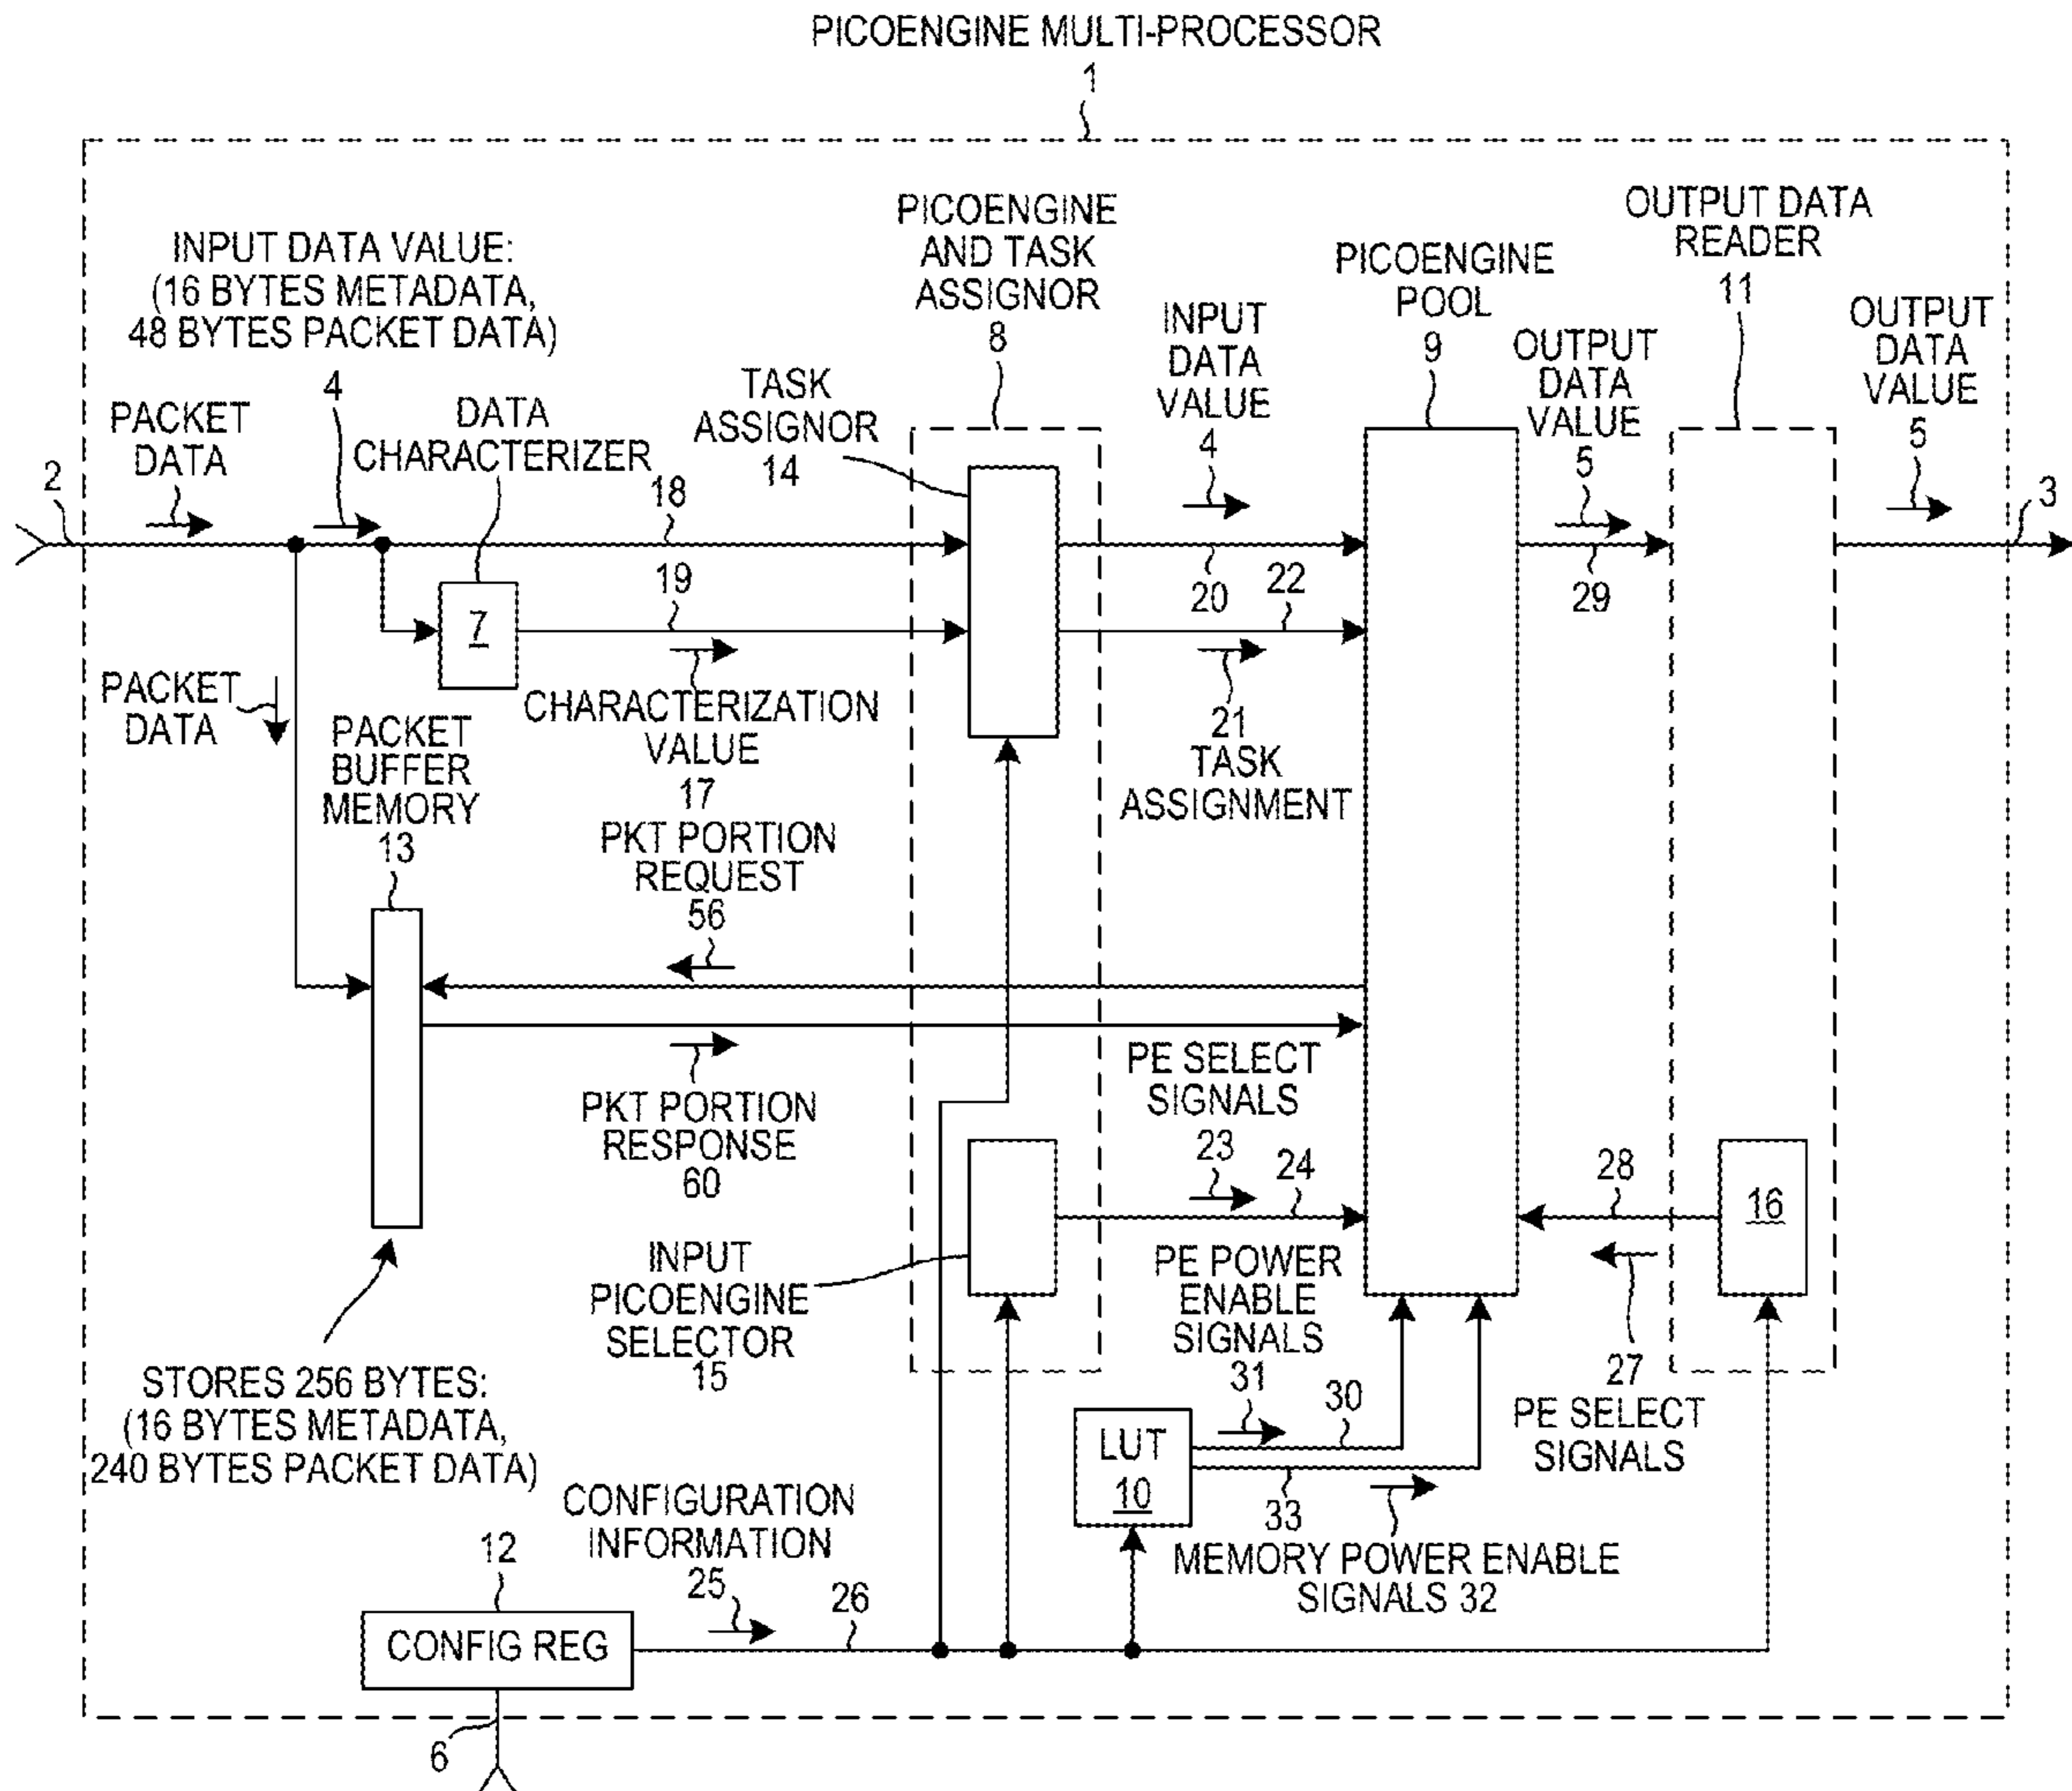 PICOENGINE MULTI-PROCESSOR
1
INPUT DATA VALUE:
(16 BYTES METADATA,
48 BYTES PACKET DATA)
4
PACKET
DATA
2
DATA
CHARACTERIZER
7
TASK
ASSIGNOR
14
PICOENGINE
AND TASK
ASSIGNOR
8
INPUT
DATA
VALUE
4
PICOENGINE
POOL
9
OUTPUT
DATA
VALUE
5
OUTPUT DATA
READER
11
OUTPUT
DATA
VALUE
5
3
18
19
20
22
29
PACKET
DATA
CHARACTERIZATION
VALUE
17
21
TASK
ASSIGNMENT
PACKET
BUFFER
MEMORY
13
PKT PORTION
REQUEST
56
PKT PORTION
RESPONSE
60
PE SELECT
SIGNALS
23
24
28
16
27
PE SELECT
SIGNALS
INPUT
PICOENGINE
SELECTOR
15
PE POWER
ENABLE
SIGNALS
31
30
LUT
10
33
MEMORY POWER ENABLE
SIGNALS 32
STORES 256 BYTES:
(16 BYTES METADATA,
240 BYTES PACKET DATA)
CONFIGURATION
INFORMATION
25
26
12
CONFIG REG
6